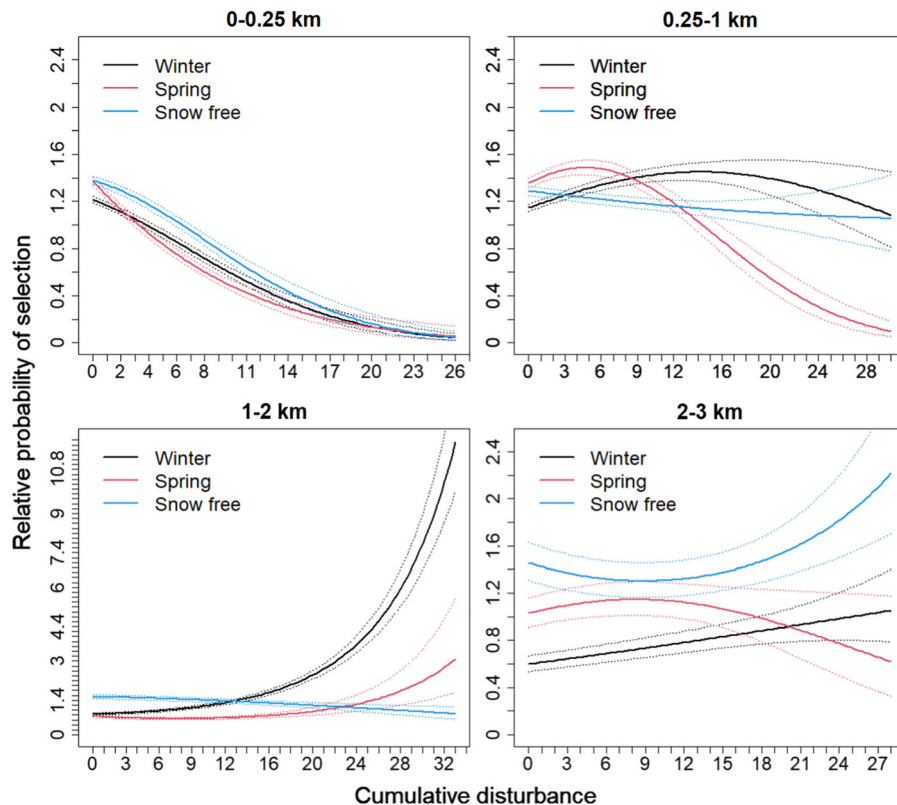 0-0.25 km
0.25-1 km
2.4
2
1.6
1.2
0.8
0.4
0
Winter
Spring
Snow free
0 2 4 6 8 11 14 17 20 23 26
2.4
2
1.6
1.2
0.8
0.4
0
Winter
Spring
Snow free
0 3 6 9 12 16 20 24 28
Relative probability of selection
1-2 km
2-3 km
10.8
9
7.4
6
4.4
3
1.4
0
Winter
Spring
Snow free
0 3 6 9 12 16 20 24 28 32
2.4
2
1.6
1.2
0.8
0.4
0
Winter
Spring
Snow free
0 3 6 9 12 15 18 21 24 27
Cumulative disturbance